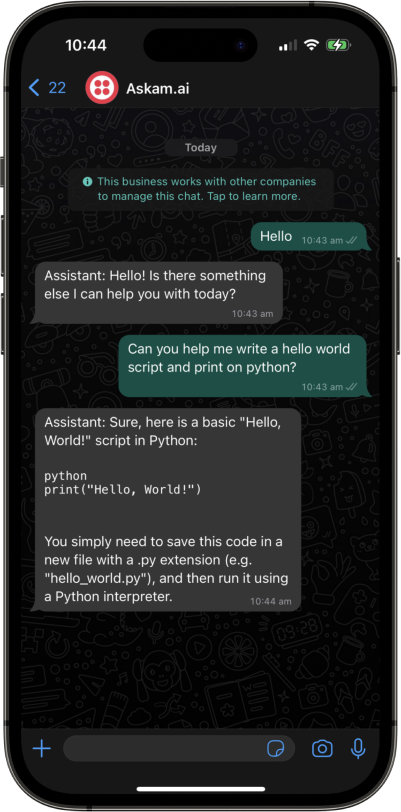 10:44
22
Askam.ai
Today
This business works with other companies
to manage this chat. Tap to learn more.
Hello
10:43 am
Assistant: Hello! Is there something
else I can help you with today?
10:43 am
Can you help me write a hello world
script and print on python?
10:43 am
Assistant: Sure, here is a basic "Hello,
World!" script in Python:
python
print("Hello, World!")
You simply need to save this code in a
new file with a .py extension (e.g.
"hello_world.py"), and then run it using
a Python interpreter.
10:44 am